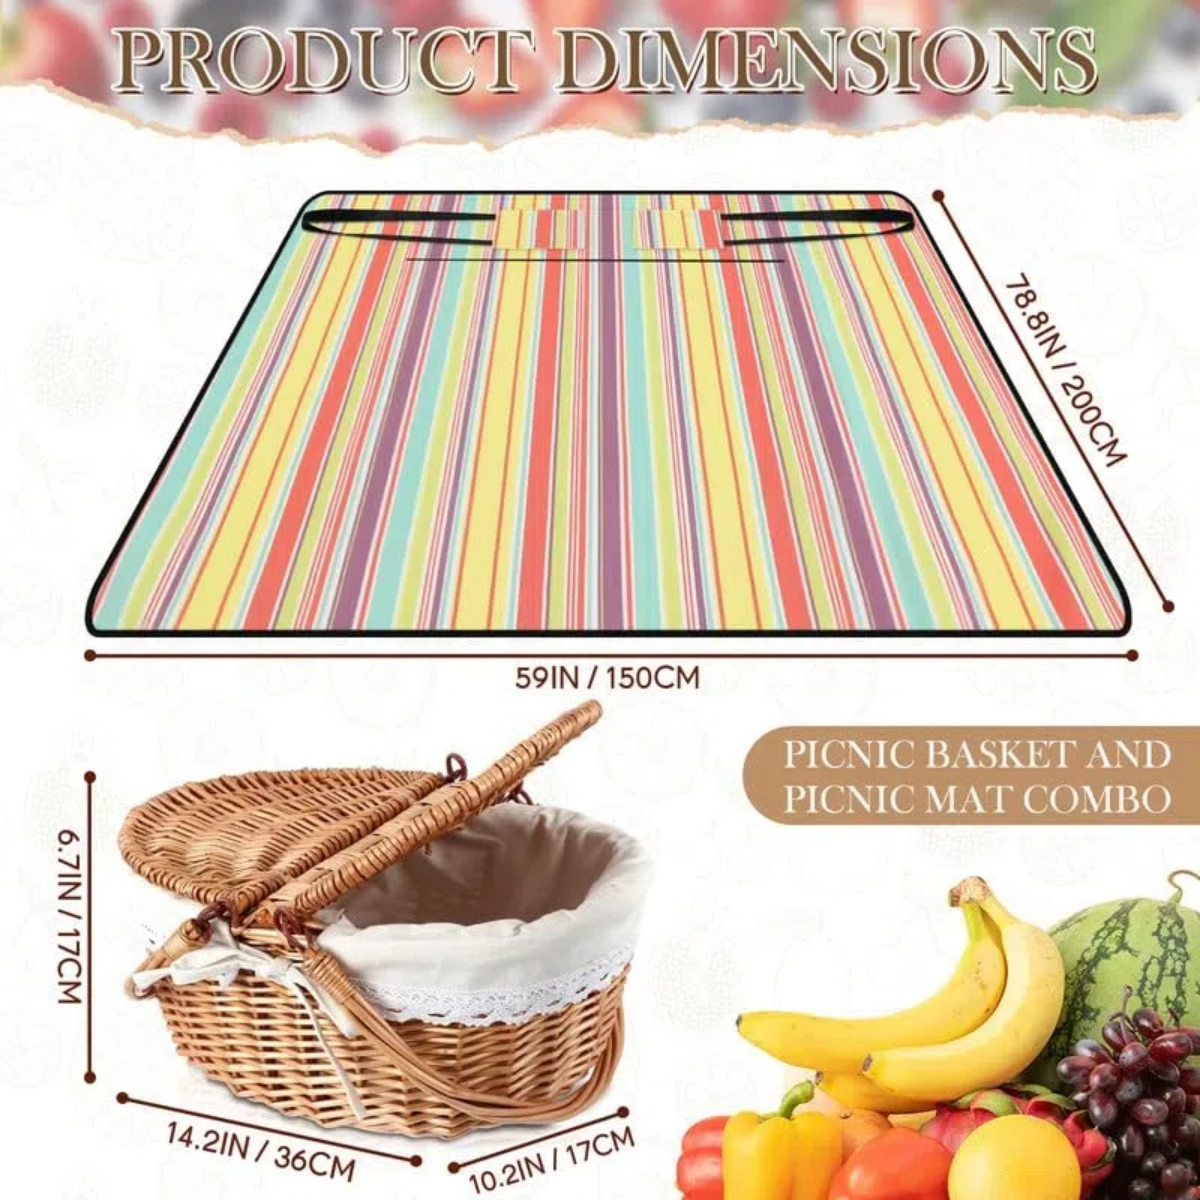 PRODUCT DIMENSIONS
78.8IN / 200CM
59IN / 150CM
PICNIC BASKET AND
PICNIC MAT COMBO
6.7IN / 17CM
14.2IN / 36CM
10.2IN / 17CM